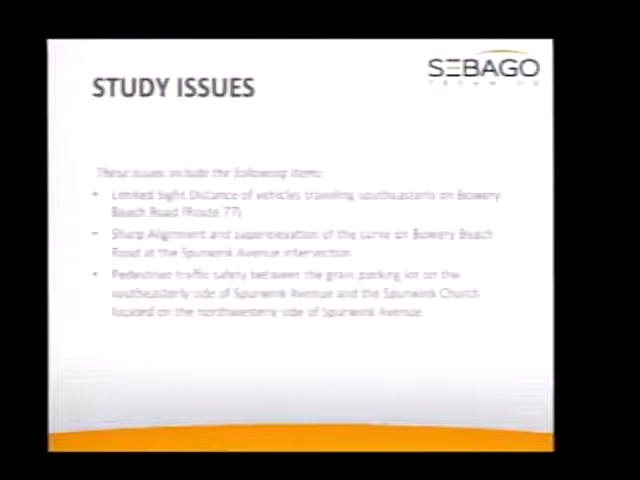 SEBAGO
TECHNICS
STUDY ISSUES
These issues include the following items:
• Limited Sight Distance of vehicles traveling southeasterly on Bowery
Beach Road (Route 77)
• Sharp Alignment and superelevation of the curve on Bowery Beach
Road at the Spurwink Avenue intersection
• Pedestrian traffic safety between the grass parking lot on the
southeasterly side of Spurwink Avenue and the Spurwink Church
located on the northwesterly side of Spurwink Avenue.